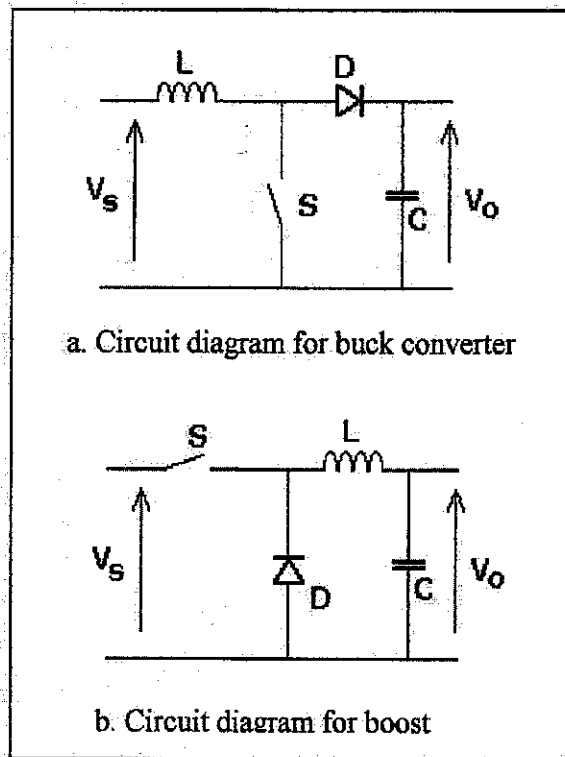 L
D
Vs
S
C
Vo
a. Circuit diagram for buck converter
S
L
Vs
D
C
Vo
b. Circuit diagram for boost